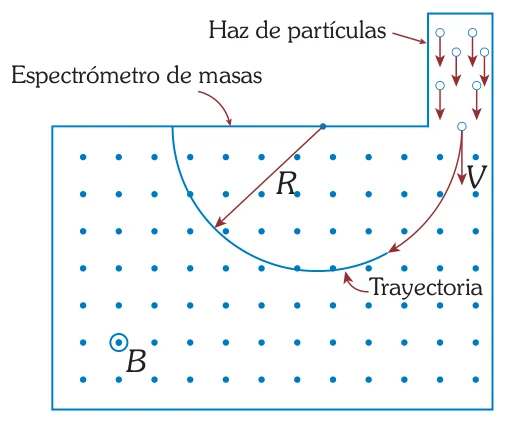 Haz de partículas
Espectrómetro de masas
R
V
Trayectoria
B